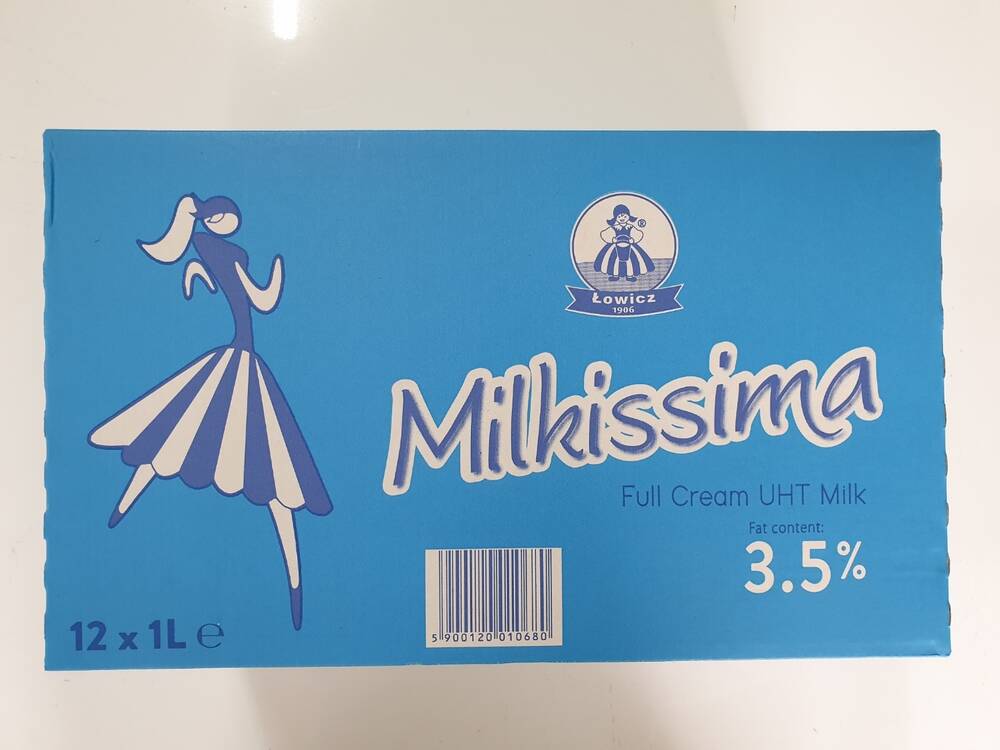 ®
Łowicz
1906
Milkissima
Full Cream UHT Milk
Fat content:
3.5%
12 x 1L ℮
5 900120 010680